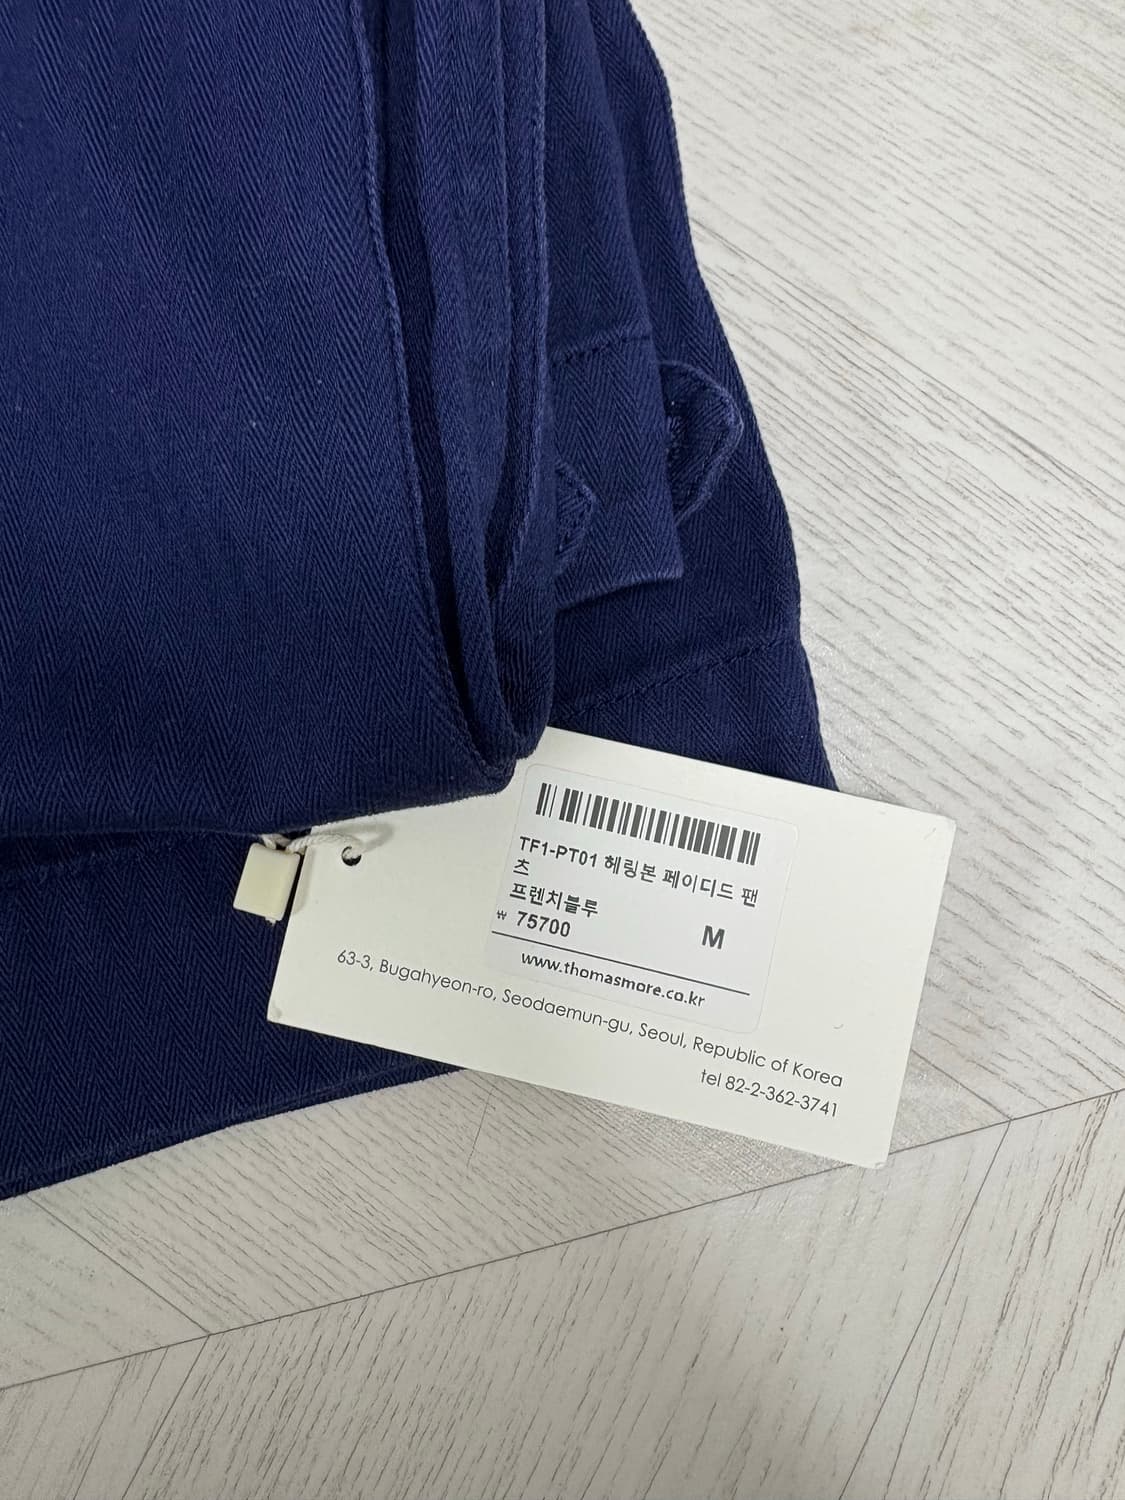 TF1-PT01 헤링본 페이디드 팬
츠
프렌치블루
₩ 75700 M
www.thomasmore.co.kr
63-3, Bugahyeon-ro, Seodaemun-gu, Seoul, Republic of Korea
tel 82-2-362-3741